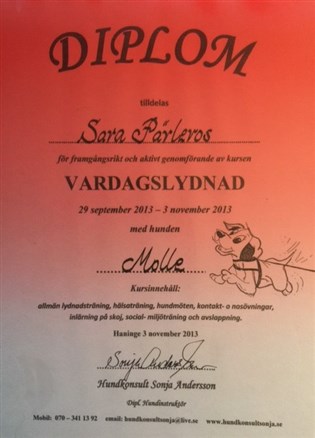 DIPLOM
tilldelas
Sara Pärlros
för framgångsrikt och aktivt genomförande av kursen
VARDAGSLYDNAD
29 september 2013 – 3 november 2013
med hunden
Molle
Kursinnehåll:
allmän lydnadsträning, hälsaträning, hundmöten, kontakt- o nosövningar,
inlärning på skoj, social- miljöträning och avslappning.
Haninge 3 november 2013
Sonja Andersson
Hundkonsult Sonja Andersson
Dipl. Hundinstruktör
Mobil: 070 – 341 13 92 email: hundkonsultsonja@live.se www.hundkonsultsonja.se